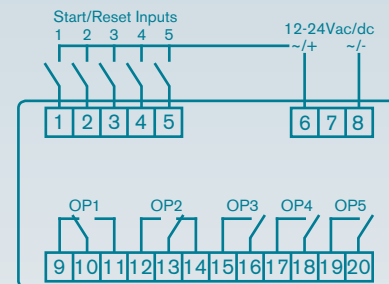 Start/Reset Inputs
1 2 3 4 5
12-24Vac/dc
~/+ ~/-
1 2 3 4 5 6 7 8
OP1 OP2 OP3 OP4 OP5
9 10 11 12 13 14 15 16 17 18 19 20